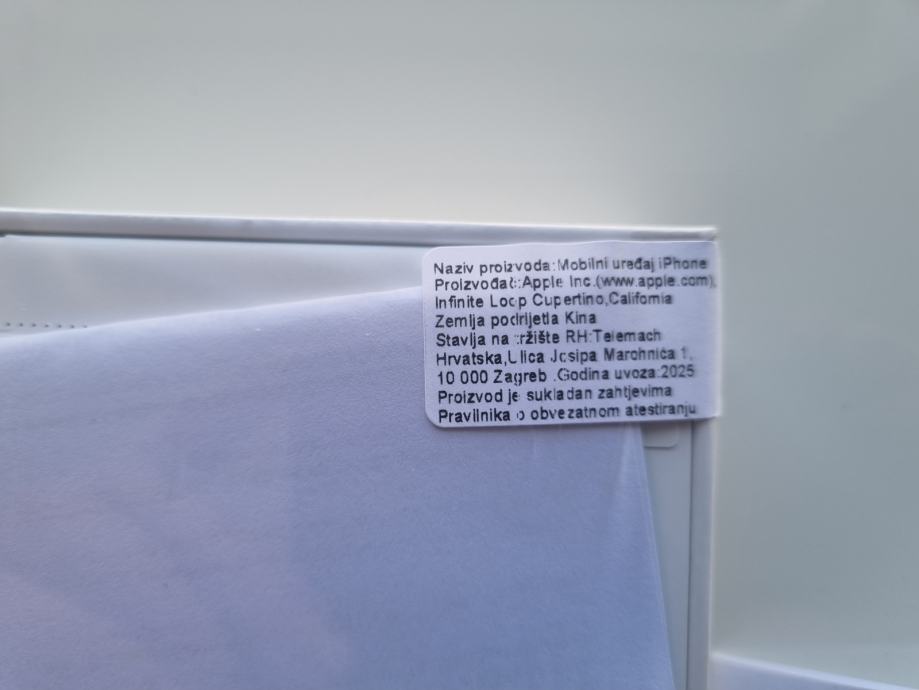 Naziv proizvoda:Mobilni uređaj iPhone
Proizvođač:Apple Inc.(www.apple.com),
Infinite Loop Cupertino,California
Zemlja podrijetla Kina
Stavlja na tržište RH:Telemach
Hrvatska,Ulica Josipa Marohnića 1,
10 000 Zagreb .Godina uvoza:2025
Proizvod je sukladan zahtjevima
Pravilnika o obveznatnom atestiranju